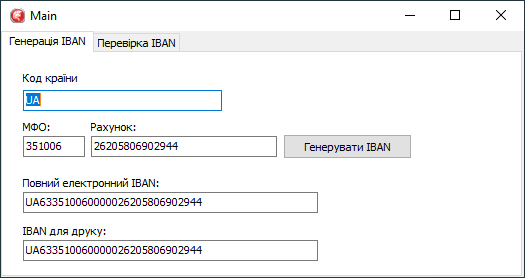 Main
Генерація IBAN Перевірка IBAN
Код країни
UA
МФО: Рахунок:
351006 26205806902944 Генерувати IBAN
Повний електронний IBAN:
UA633510060000026205806902944
IBAN для друку:
UA633510060000026205806902944